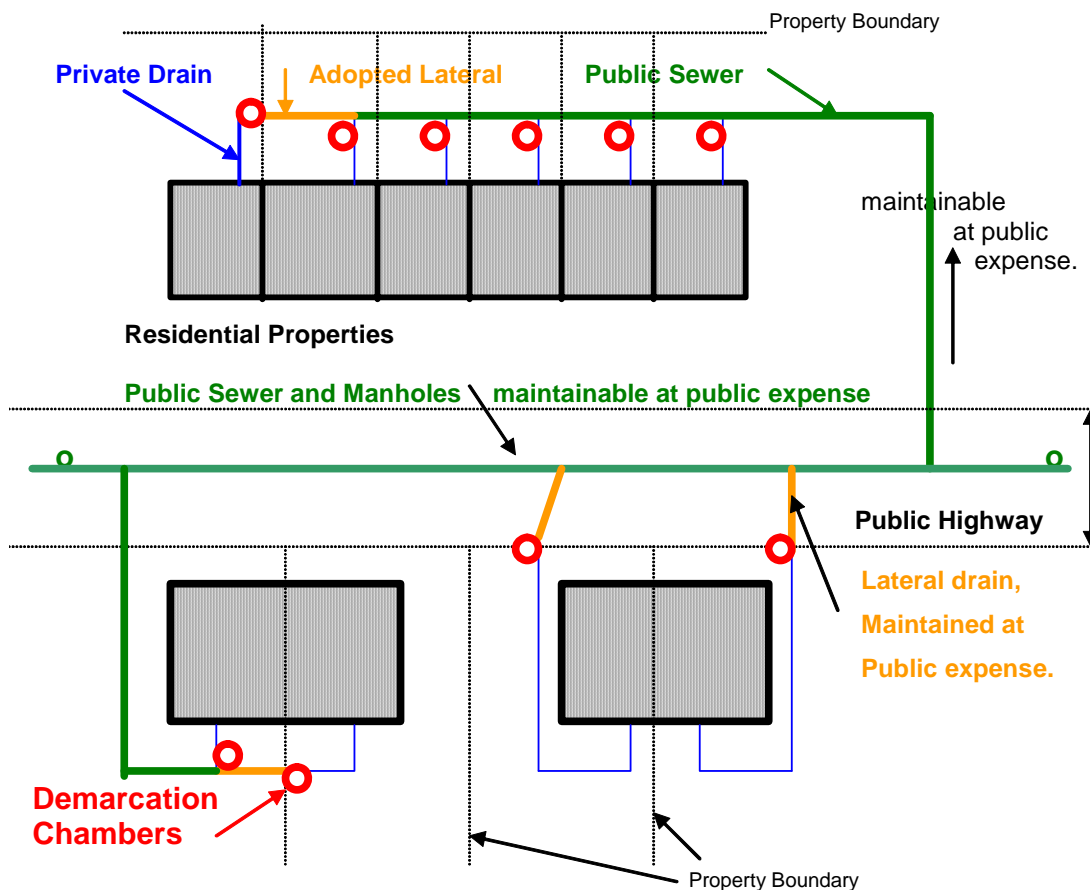 Property Boundary
Private Drain
Adopted Lateral
Public Sewer
maintainable
at public
expense.
Residential Properties
Public Sewer and Manholes maintainable at public expense
Public Highway
Lateral drain,
Maintained at
Public expense.
Demarcation
Chambers
Property Boundary